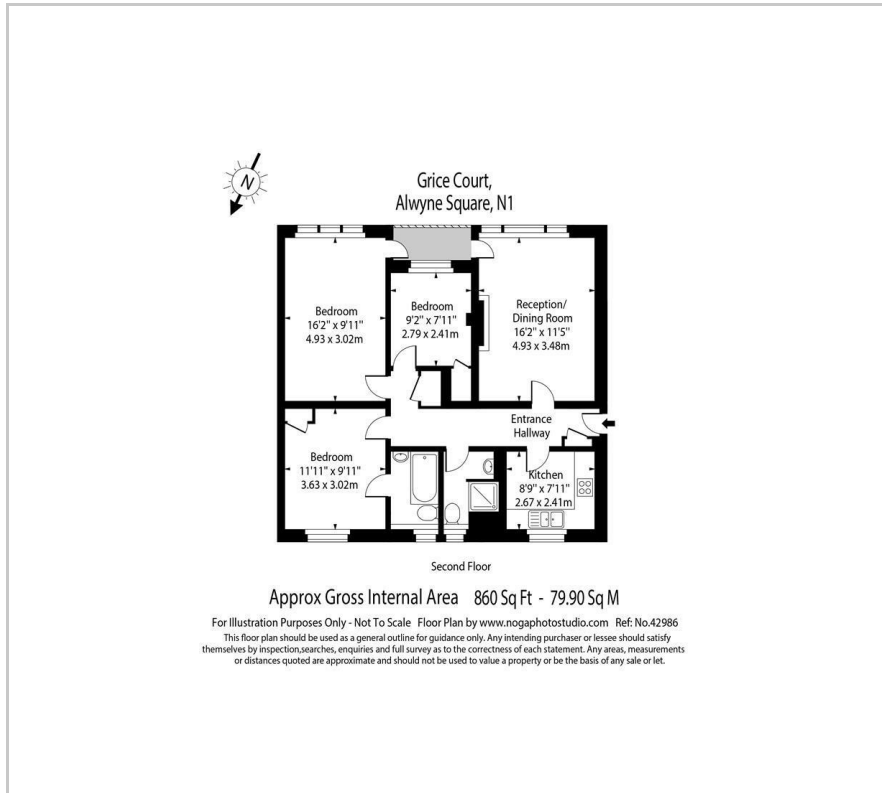 N
Grice Court,
Alwyne Square, N1
Bedroom
16'2" x 9'11"
4.93 x 3.02m
Bedroom
9'2" x 7'11"
2.79 x 2.41m
Reception/
Dining Room
16'2" x 11'5"
4.93 x 3.48m
Entrance
Hallway
Bedroom
11'11" x 9'11"
3.63 x 3.02m
Kitchen
8'9" x 7'11"
2.67 x 2.41m
Second Floor
Approx Gross Internal Area 860 Sq Ft - 79.90 Sq M
For Illustration Purposes Only - Not To Scale Floor Plan by www.nogaphotostudio.com Ref: No.42986
This floor plan should be used as a general outline for guidance only. Any intending purchaser or lessee should satisfy
themselves by inspection,searches, enquiries and full survey as to the correctness of each statement. Any areas, measurements
or distances quoted are approximate and should not be used to value a property or be the basis of any sale or let.